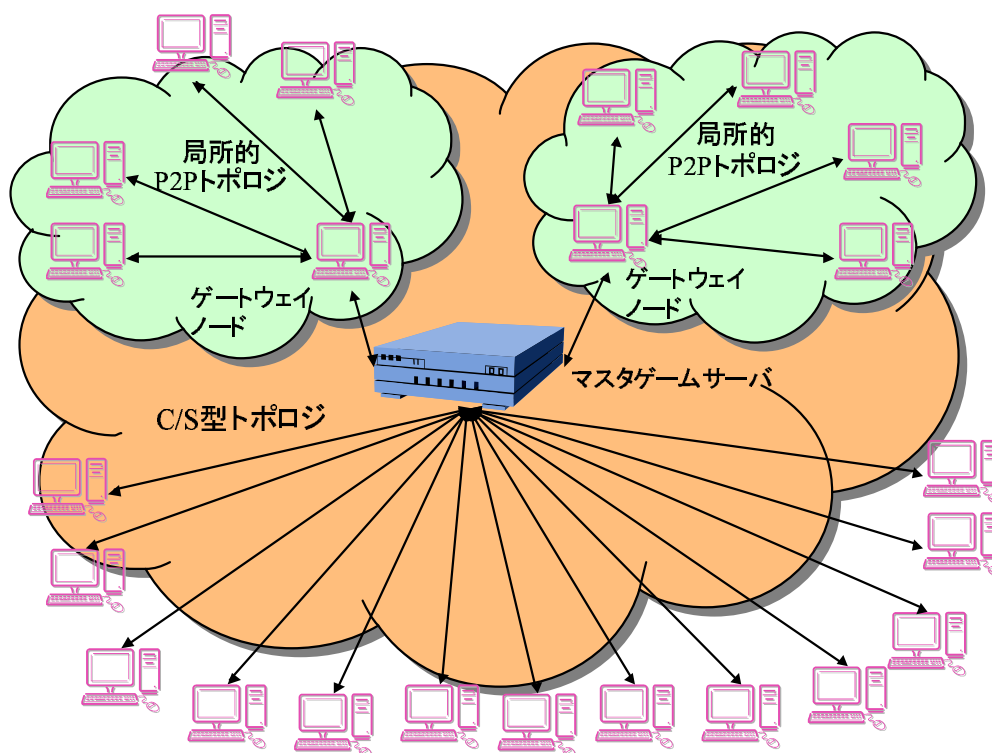 局所的
P2Pトポロジ
局所的
P2Pトポロジ
ゲートウェイ
ノード
ゲートウェイ
ノード
マスタゲームサーバ
C/S型トポロジ